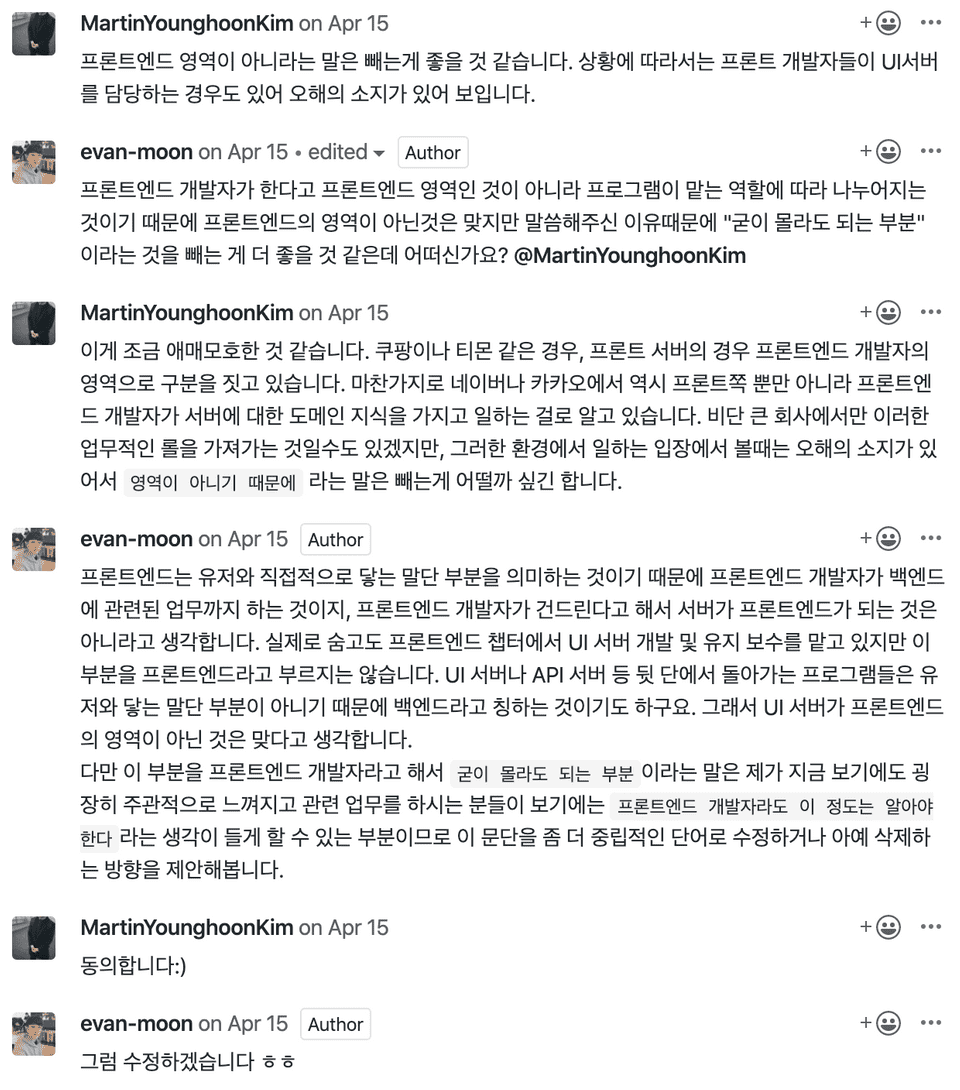 MartinYounghoonKim on Apr 15
프론트엔드 영역이 아니라는 말은 빼는게 좋을 것 같습니다. 상황에 따라서는 프론트 개발자들이 UI서버
를 담당하는 경우도 있어 오해의 소지가 있어 보입니다.
evan-moon on Apr 15 • edited Author
프론트엔드 개발자가 한다고 프론트엔드 영역인 것이 아니라 프로그램이 맡는 역할에 따라 나누어지는
것이기 때문에 프론트엔드의 영역이 아닌것은 맞지만 말씀해주신 이유때문에 "굳이 몰라도 되는 부분"
이라는 것을 빼는 게 더 좋을 것 같은데 어떠신가요? @MartinYounghoonKim
MartinYounghoonKim on Apr 15
이게 조금 애매모호한 것 같습니다. 쿠팡이나 티몬 같은 경우, 프론트 서버의 경우 프론트엔드 개발자의
영역으로 구분을 짓고 있습니다. 마찬가지로 네이버나 카카오에서 역시 프론트쪽 뿐만 아니라 프론트엔
드 개발자가 서버에 대한 도메인 지식을 가지고 일하는 걸로 알고 있습니다. 비단 큰 회사에서만 이러한
업무적인 롤을 가져가는 것일수도 있겠지만, 그러한 환경에서 일하는 입장에서 볼때는 오해의 소지가 있
어서 영역이 아니기 때문에 라는 말은 빼는게 어떨까 싶긴 합니다.
evan-moon on Apr 15 Author
프론트엔드는 유저와 직접적으로 닿는 말단 부분을 의미하는 것이기 때문에 프론트엔드 개발자가 백엔드
에 관련된 업무까지 하는 것이지, 프론트엔드 개발자가 건드린다고 해서 서버가 프론트엔드가 되는 것은
아니라고 생각합니다. 실제로 숨고도 프론트엔드 챕터에서 UI 서버 개발 및 유지 보수를 맡고 있지만 이
부분을 프론트엔드라고 부르지는 않습니다. UI 서버나 API 서버 등 뒷 단에서 돌아가는 프로그램들은 유
저와 닿는 말단 부분이 아니기 때문에 백엔드라고 칭하는 것이기도 하구요. 그래서 UI 서버가 프론트엔드
의 영역이 아닌 것은 맞다고 생각합니다.
다만 이 부분을 프론트엔드 개발자라고 해서 굳이 몰라도 되는 부분 이라는 말은 제가 지금 보기에도 굉
장히 주관적으로 느껴지고 관련 업무를 하시는 분들이 보기에는 프론트엔드 개발자라도 이 정도는 알아야
한다 라는 생각이 들게 할 수 있는 부분이므로 이 문단을 좀 더 중립적인 단어로 수정하거나 아예 삭제하
는 방향을 제안해봅니다.
MartinYounghoonKim on Apr 15
동의합니다:)
evan-moon on Apr 15 Author
그럼 수정하겠습니다 ㅎㅎ